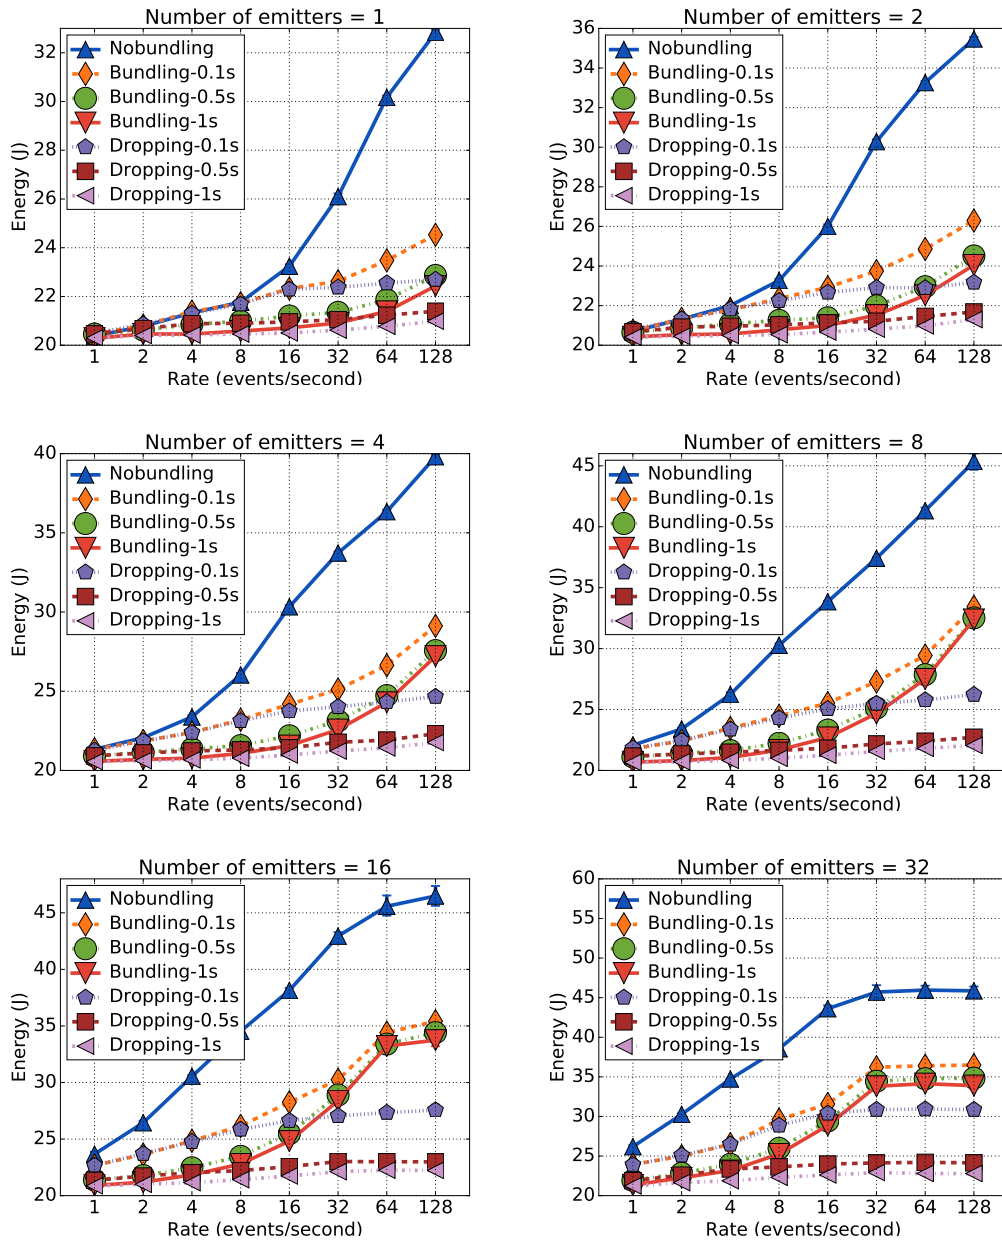 Number of emitters = 1
Energy (J)
32
30
28
26
24
22
20
Nobundling
Bundling-0.1s
Bundling-0.5s
Bundling-1s
Dropping-0.1s
Dropping-0.5s
Dropping-1s
1 2 4 8 16 32 64 128
Rate (events/second)
Number of emitters = 2
Energy (J)
36
34
32
30
28
26
24
22
20
Nobundling
Bundling-0.1s
Bundling-0.5s
Bundling-1s
Dropping-0.1s
Dropping-0.5s
Dropping-1s
1 2 4 8 16 32 64 128
Rate (events/second)
Number of emitters = 4
Energy (J)
40
35
30
25
20
Nobundling
Bundling-0.1s
Bundling-0.5s
Bundling-1s
Dropping-0.1s
Dropping-0.5s
Dropping-1s
1 2 4 8 16 32 64 128
Rate (events/second)
Number of emitters = 8
Energy (J)
45
40
35
30
25
20
Nobundling
Bundling-0.1s
Bundling-0.5s
Bundling-1s
Dropping-0.1s
Dropping-0.5s
Dropping-1s
1 2 4 8 16 32 64 128
Rate (events/second)
Number of emitters = 16
Energy (J)
45
40
35
30
25
20
Nobundling
Bundling-0.1s
Bundling-0.5s
Bundling-1s
Dropping-0.1s
Dropping-0.5s
Dropping-1s
1 2 4 8 16 32 64 128
Rate (events/second)
Number of emitters = 32
Energy (J)
60
55
50
45
40
35
30
25
20
Nobundling
Bundling-0.1s
Bundling-0.5s
Bundling-1s
Dropping-0.1s
Dropping-0.5s
Dropping-1s
1 2 4 8 16 32 64 128
Rate (events/second)